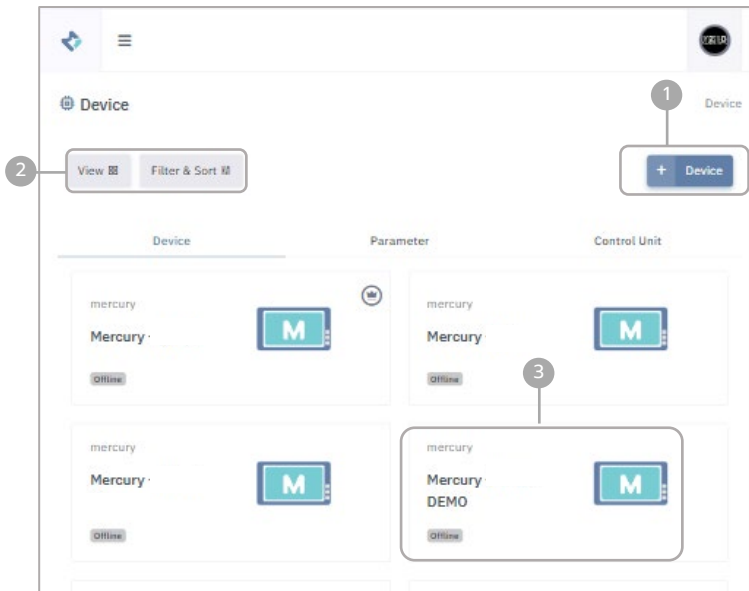 1
Device
Device
2
View
Filter & Sort
+ Device
Device
Parameter
Control Unit
mercury
Mercury
M
Offline
mercury
Mercury
M
Offline
3
mercury
Mercury
M
Offline
mercury
Mercury
DEMO
M
Offline